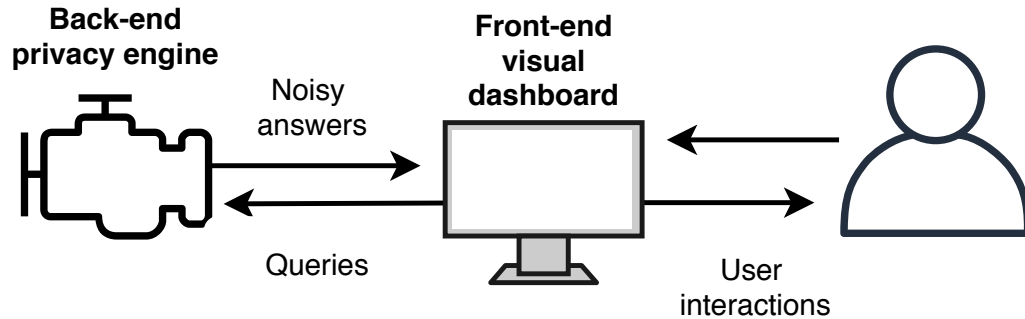 Back-end
privacy engine
Noisy
answers
Queries
Front-end
visual
dashboard
User
interactions